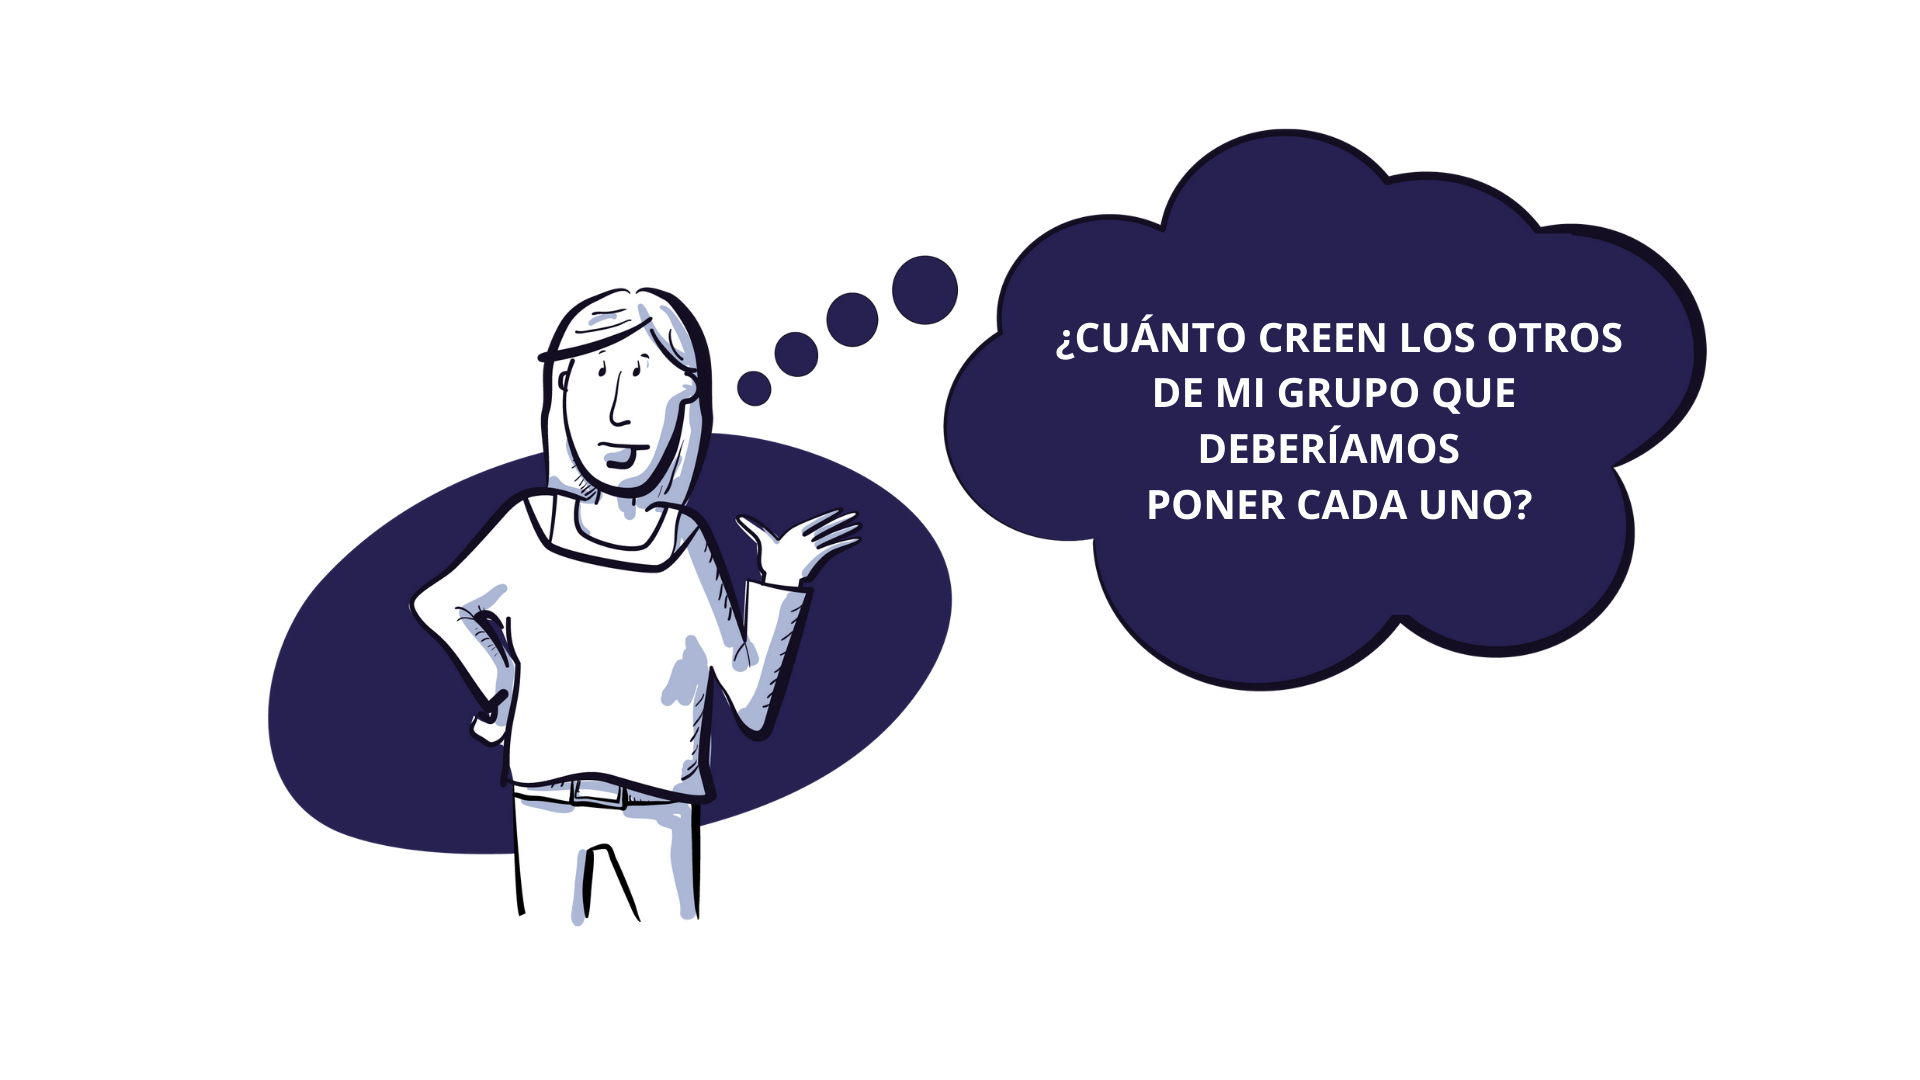 ¿CUÁNTO CREEN LOS OTROS
DE MI GRUPO QUE
DEBERÍAMOS
PONER CADA UNO?